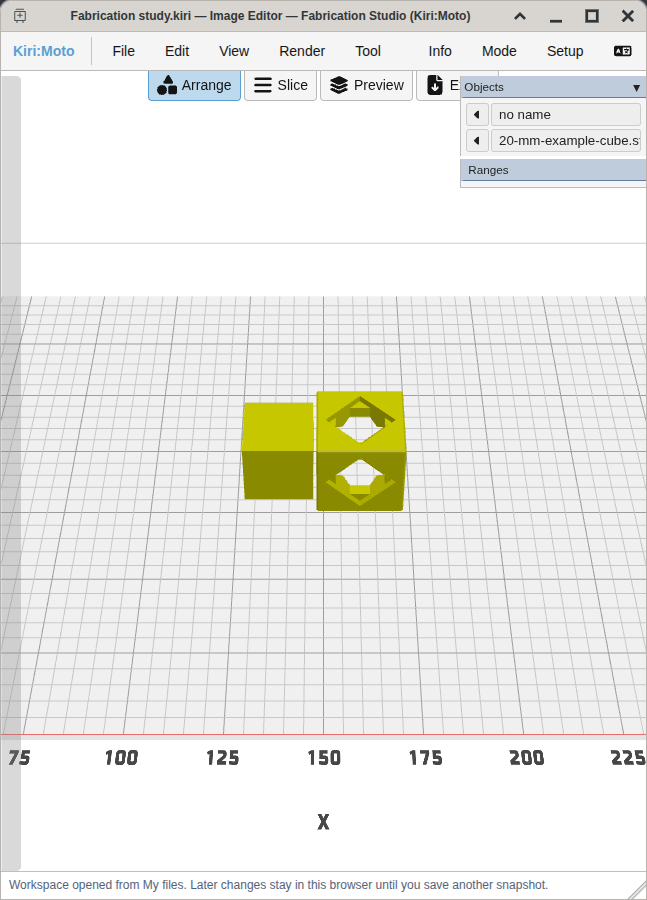 Fabrication study.kiri — Image Editor — Fabrication Studio (Kiri:Moto)
Kiri:Moto File Edit View Render Tool Info Mode Setup
Arrange Slice Preview
Objects
no name
20-mm-example-cube.s
Ranges
75 100 125 150 175 200 225
X
Workspace opened from My files. Later changes stay in this browser until you save another snapshot.